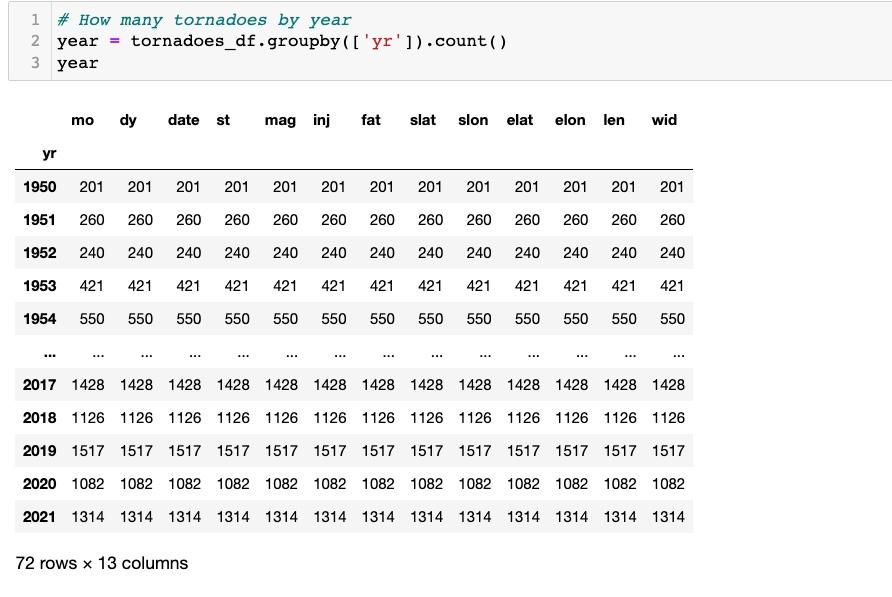 1 # How many tornadoes by year
2 year = tornadoes_df.groupby(['yr']).count()
3 year
mo dy date st mag inj fat slat slon elat elon len wid
yr
1950 201 201 201 201 201 201 201 201 201 201 201 201 201
1951 260 260 260 260 260 260 260 260 260 260 260 260 260
1952 240 240 240 240 240 240 240 240 240 240 240 240 240
1953 421 421 421 421 421 421 421 421 421 421 421 421 421
1954 550 550 550 550 550 550 550 550 550 550 550 550 550
... ... ... ... ... ... ... ... ... ... ... ... ... ...
2017 1428 1428 1428 1428 1428 1428 1428 1428 1428 1428 1428 1428 1428
2018 1126 1126 1126 1126 1126 1126 1126 1126 1126 1126 1126 1126 1126
2019 1517 1517 1517 1517 1517 1517 1517 1517 1517 1517 1517 1517 1517
2020 1082 1082 1082 1082 1082 1082 1082 1082 1082 1082 1082 1082 1082
2021 1314 1314 1314 1314 1314 1314 1314 1314 1314 1314 1314 1314 1314
72 rows × 13 columns